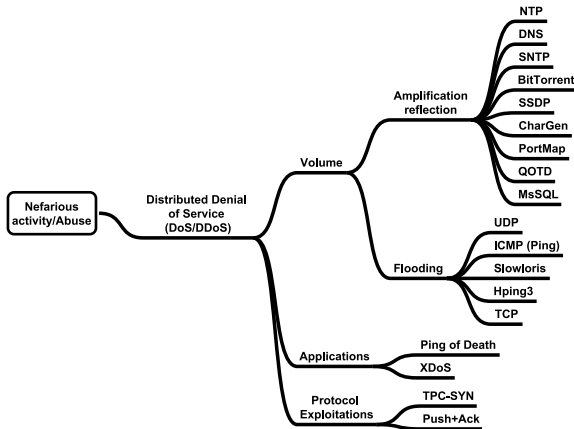 Nefarious
activity/Abuse
Distributed Denial
of Service
(DoS/DDoS)
Volume
Amplification
reflection
NTP
DNS
SNTP
BitTorrent
SSDP
CharGen
PortMap
QOTD
MsSQL
Flooding
UDP
ICMP (Ping)
Slowloris
Hping3
TCP
Applications
Ping of Death
XDoS
Protocol
Exploitations
TPC-SYN
Push+Ack